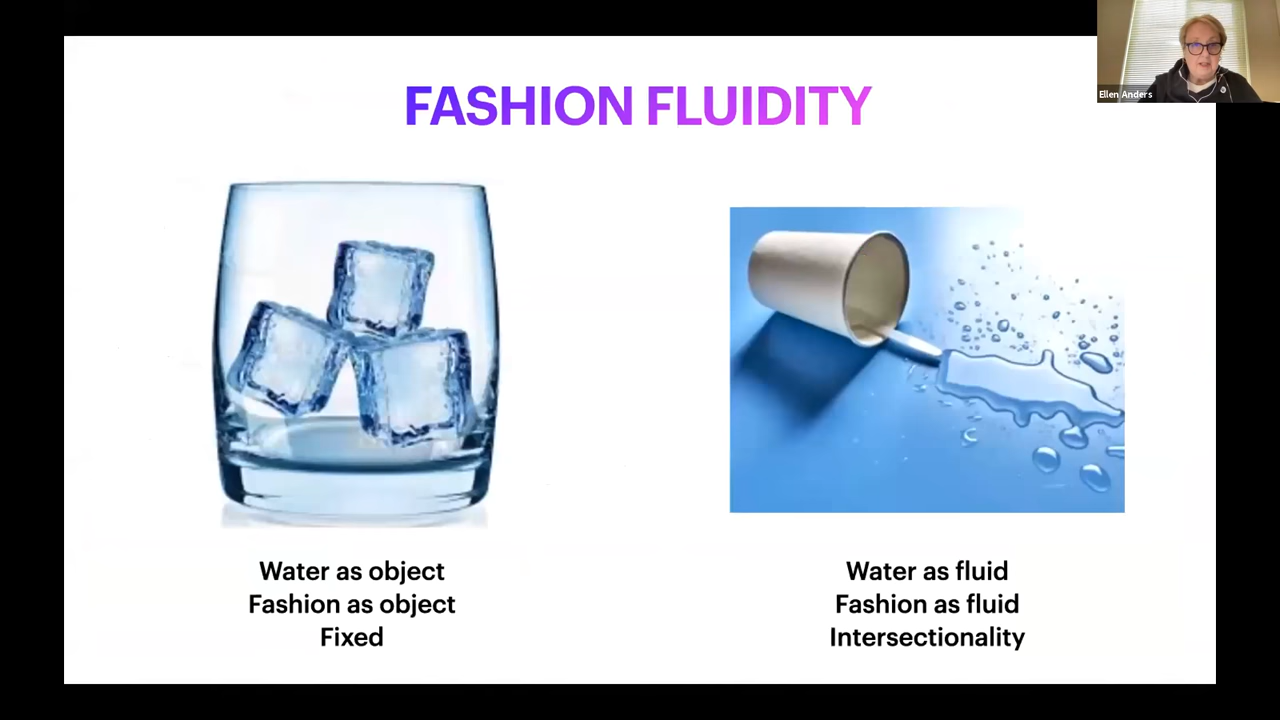 FASHION FLUIDITY
Ellen Anders
Water as object
Fashion as object
Fixed
Water as fluid
Fashion as fluid
Intersectionality